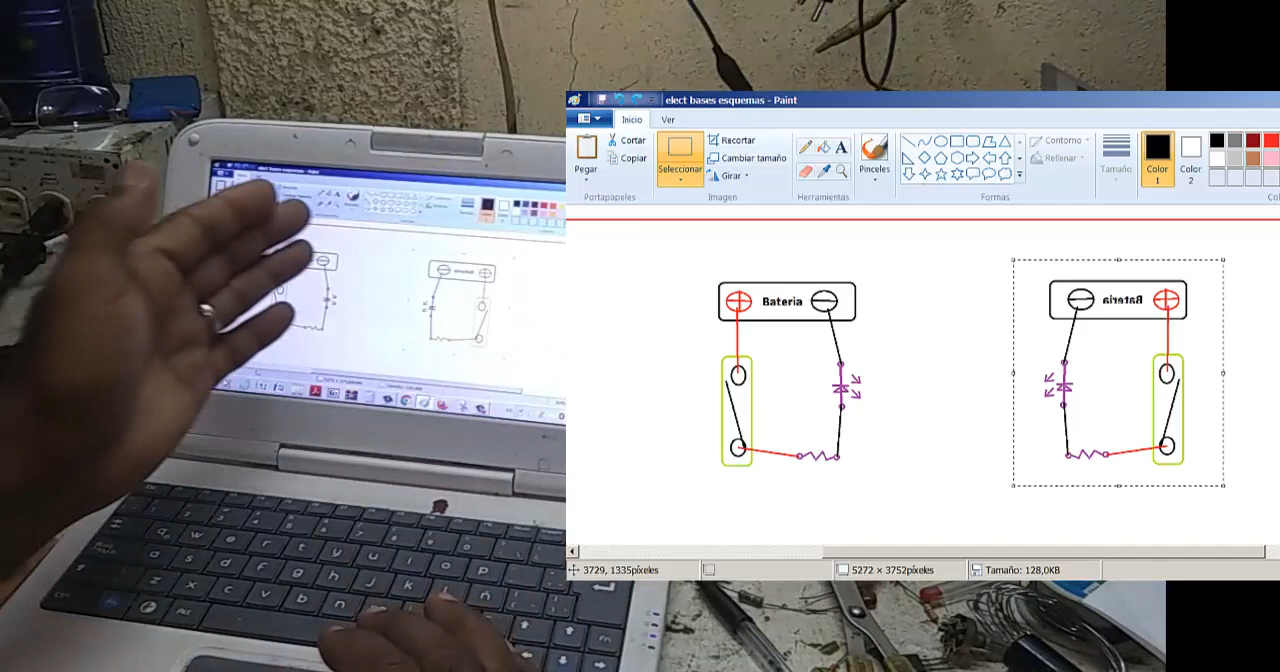 elect bases esquemas - Paint
Inicio
Ver
Pegar
Cortar
Copiar
Portapapeles
Seleccionar
Recortar
Cambiar tamaño
Girar
Imagen
A
Herramientas
Pinceles
Contorno
Rellenar
Formas
Tamaño
Color 1
Color 2
Bateria
Bateria
3729, 1335píxeles
5272 × 3752píxeles
Tamaño: 128,0KB
q w e r t y u i o p
a s d f g h j k l ñ
z x c v b n